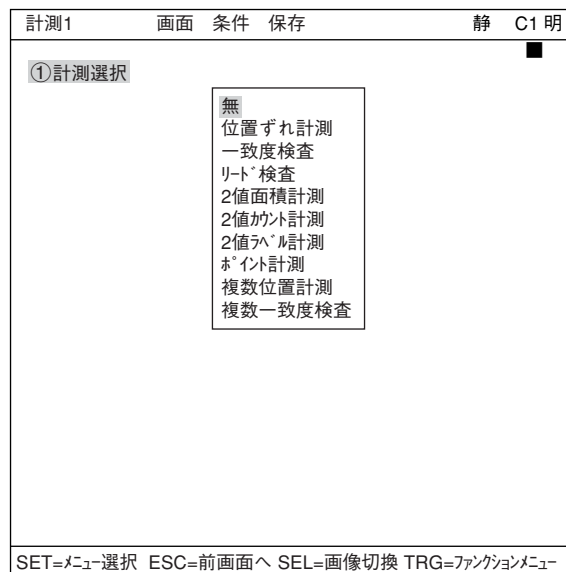 計測1 画面 条件 保存 静 C1 明
①計測選択
無
位置ずれ計測
一致度検査
ﾘｰﾄﾞ検査
2値面積計測
2値ｶｳﾝﾄ計測
2値ﾗﾍﾞﾙ計測
ﾎﾟｲﾝﾄ計測
複数位置計測
複数一致度検査
SET=ﾒﾆｭｰ選択 ESC=前画面へ SEL=画像切換 TRG=ﾌｧﾝｸｼｮﾝﾒﾆｭｰ